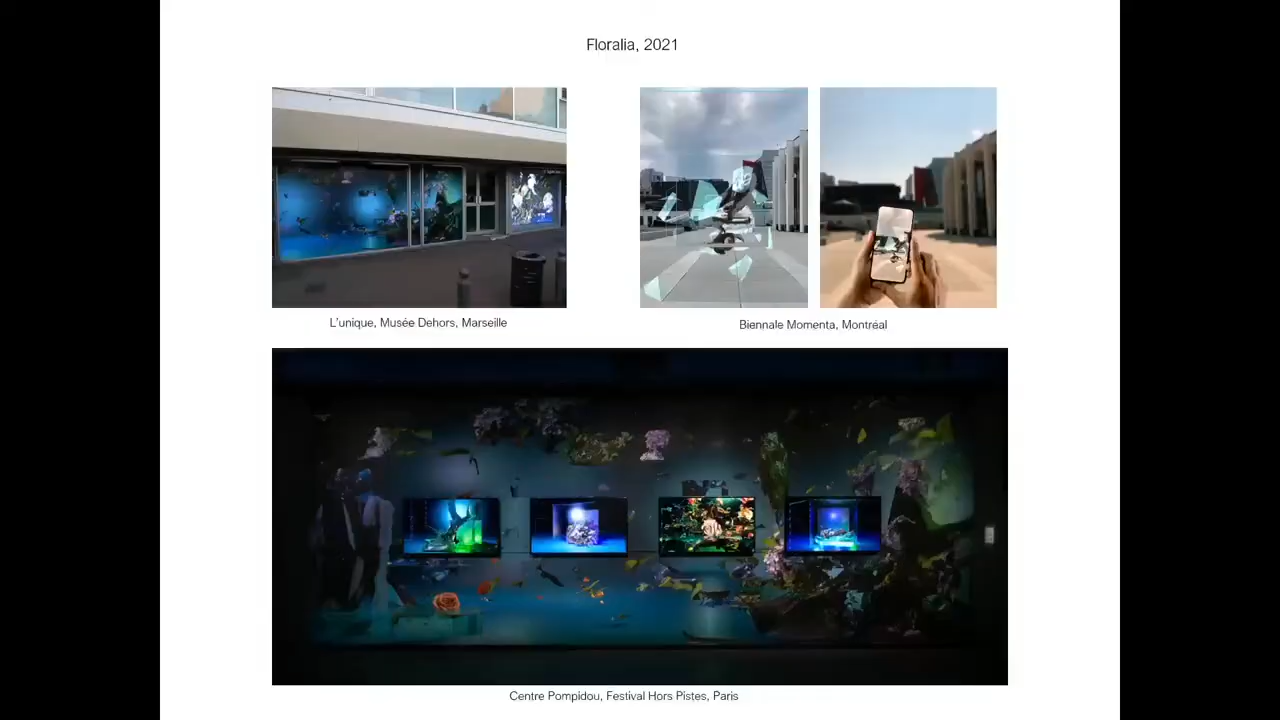 Floralia, 2021
L'unique, Musée Dehors, Marseille
Biennale Momenta, Montréal
Centre Pompidou, Festival Hors Pistes, Paris